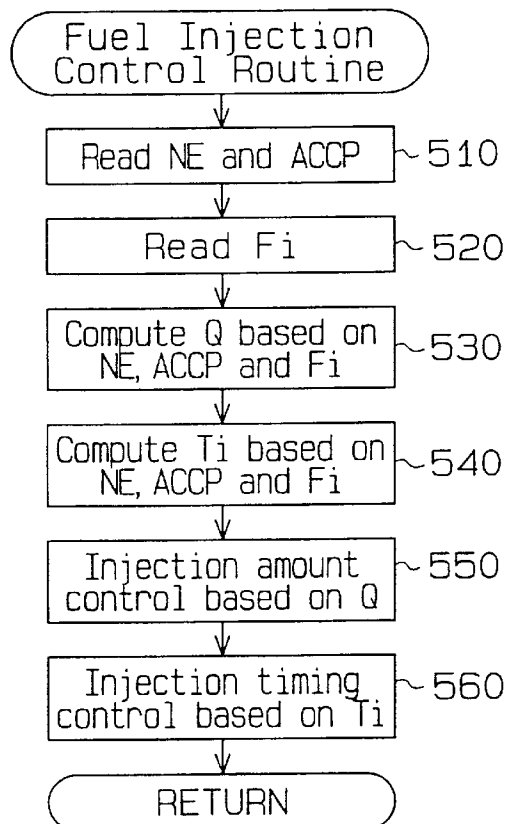 Fuel Injection
Control Routine
Read NE and ACCP
510
Read Fi
520
Compute Q based on
NE, ACCP and Fi
530
Compute Ti based on
NE, ACCP and Fi
540
Injection amount
control based on Q
550
Injection timing
control based on Ti
560
RETURN